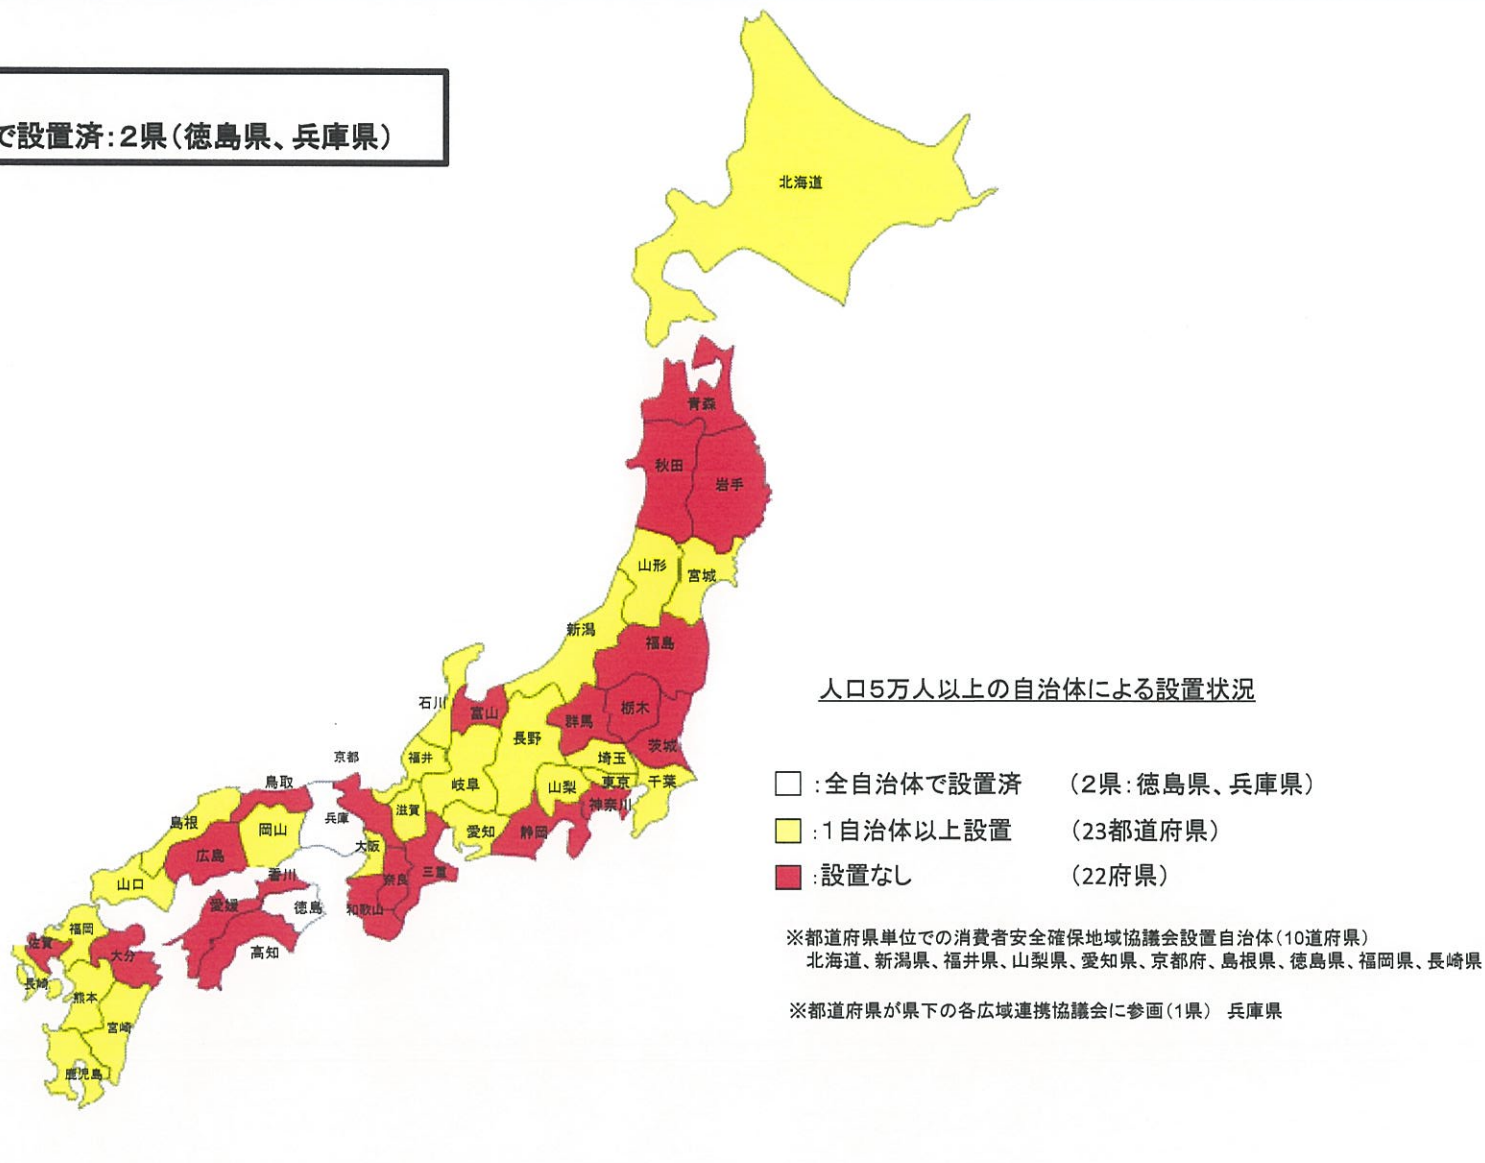 で設置済：２県（徳島県、兵庫県）
北海道
青森
秋田
岩手
山形
宮城
新潟
福島
石川
富山
群馬
栃木
茨城
長野
福井
岐阜
埼玉
東京
千葉
山梨
神奈川
京都
滋賀
愛知
静岡
鳥取
兵庫
大阪
島根
岡山
広島
奈良
三重
山口
香川
愛媛
徳島
和歌山
高知
福岡
佐賀
大分
長崎
熊本
宮崎
鹿児島
人口５万人以上の自治体による設置状況
：全自治体で設置済　（２県：徳島県、兵庫県）
：１自治体以上設置　（23都道府県）
：設置なし　（22府県）
※都道府県単位での消費者安全確保地域協議会設置自治体（10道府県）
北海道、新潟県、福井県、山梨県、愛知県、京都府、島根県、徳島県、福岡県、長崎県
※都道府県が県下の各広域連携協議会に参画（1県）　兵庫県